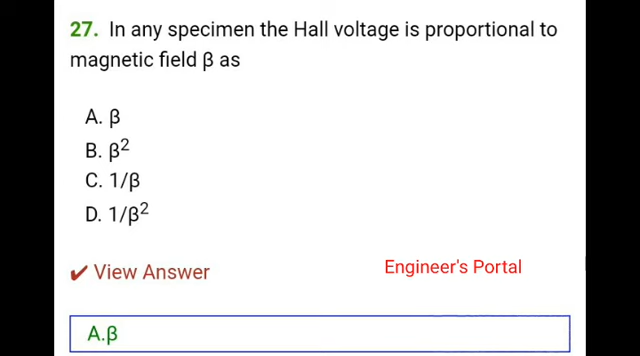 27. In any specimen the Hall voltage is proportional to
magnetic field β as
A. β
B. β²
C. 1/β
D. 1/β²
✔ View Answer
Engineer's Portal
A.β